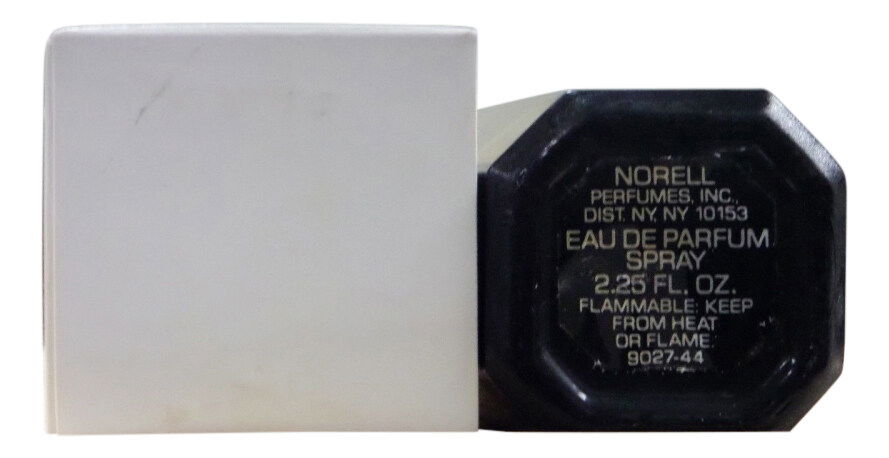 NORELL
PERFUMES, INC.,
DIST. NY, NY 10153
EAU DE PARFUM
SPRAY
2.25 FL. OZ.
FLAMMABLE: KEEP
FROM HEAT
OR FLAME.
9027-44